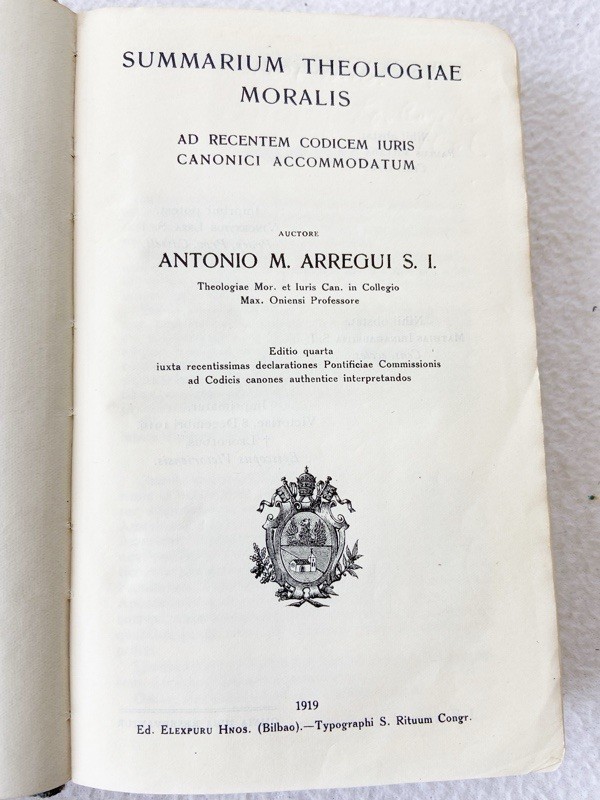 SUMMARIUM THEOLOGIAE
MORALIS
AD RECENTEM CODICEM IURIS
CANONICI ACCOMMODATUM
AUCTORE
ANTONIO M. ARREGUI S. I.
Theologiae Mor. et Iuris Can. in Collegio
Max. Oniensi Professore
Editio quarta
iuxta recentissimas declarationes Pontificiae Commissionis
ad Codicis canones authentice interpretandos
1919
Ed. Elexpuru Hnos. (Bilbao).—Typographi S. Rituum Congr.